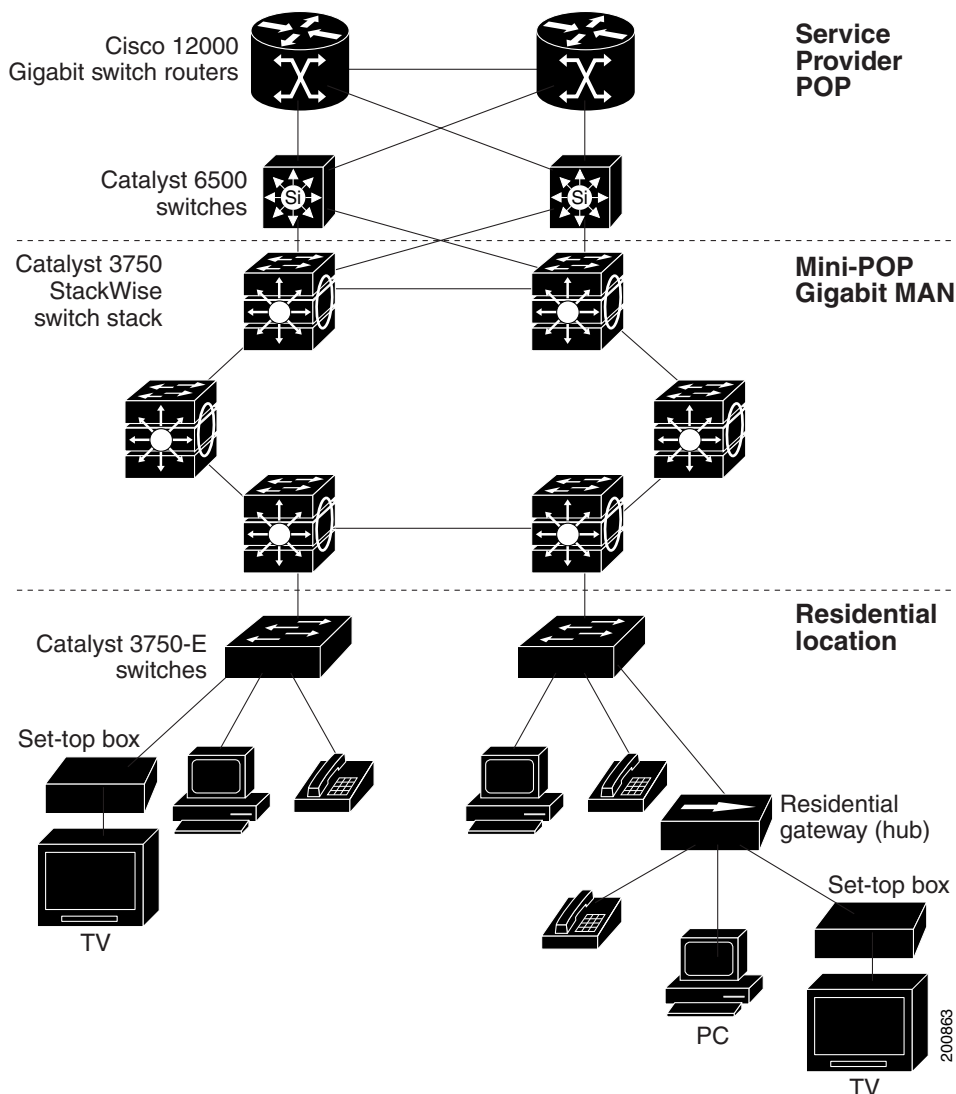 Cisco 12000
Gigabit switch routers
Service
Provider
POP
Catalyst 6500
switches
Si
Si
Catalyst 3750
StackWise
switch stack
Mini-POP
Gigabit MAN
Residential
location
Catalyst 3750-E
switches
Set-top box
TV
Residential
gateway (hub)
Set-top box
PC
TV
200863